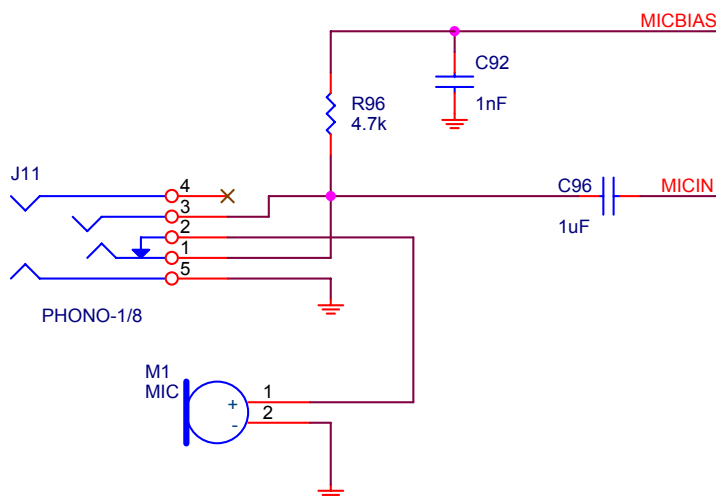 MICBIAS
C92
1nF
R96
4.7k
J11
4
3
2
1
5
C96
1uF
MICIN
PHONO-1/8
M1
MIC
1
2
+
-